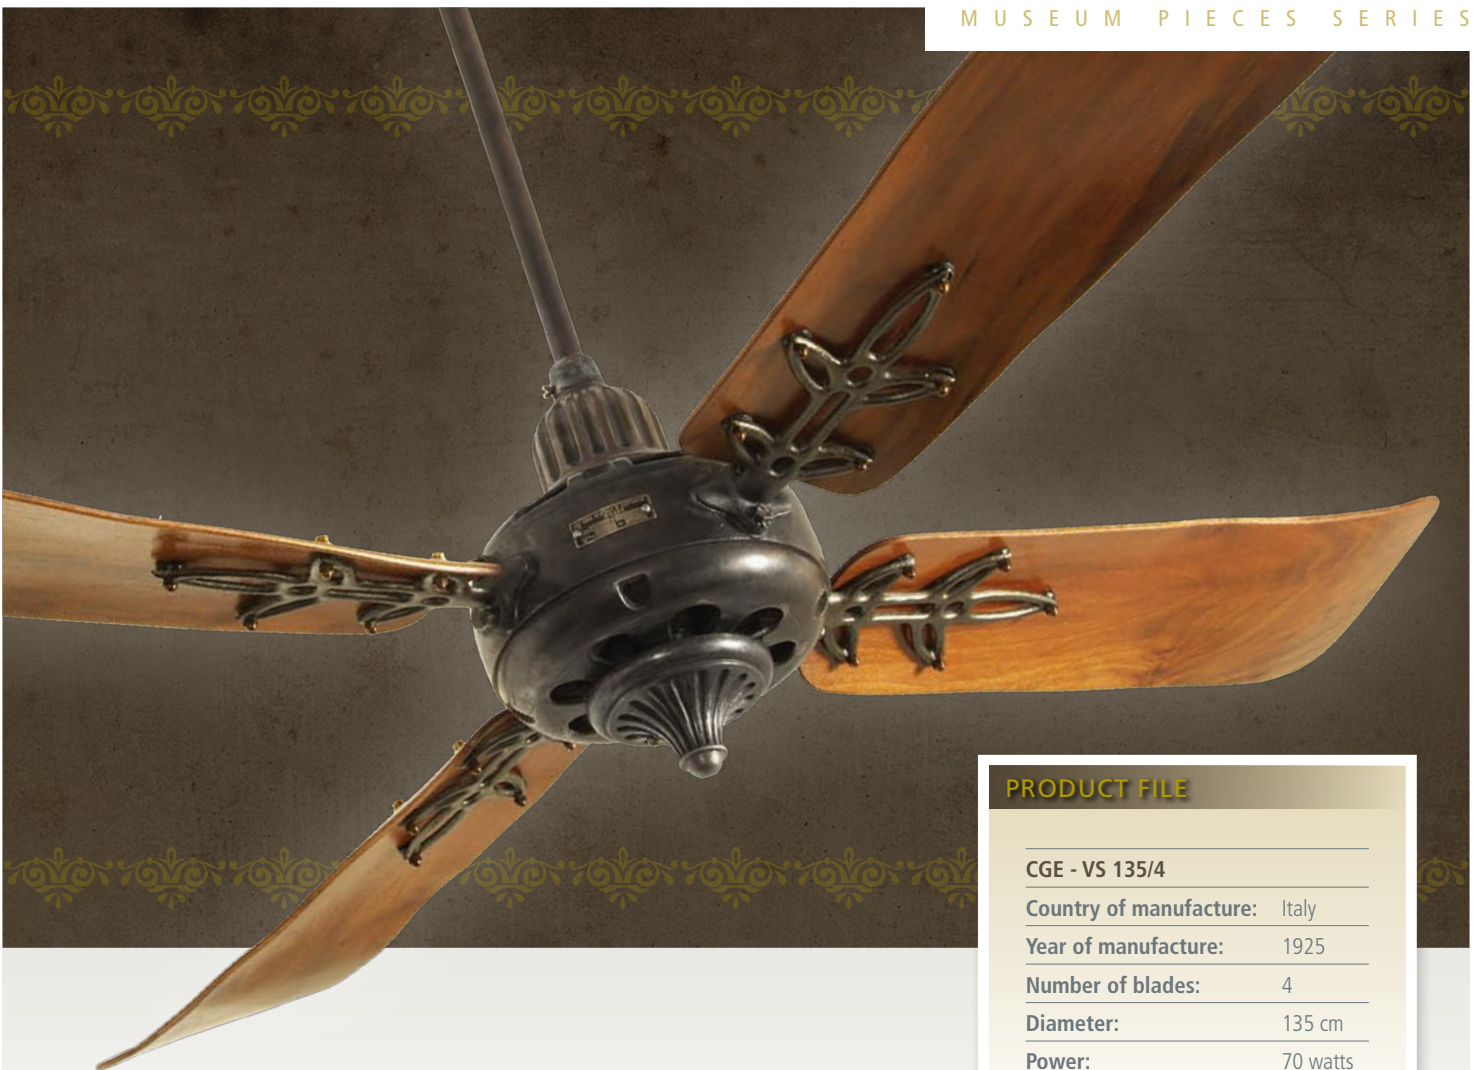 MUSEUM PIECES SERIES
PRODUCT FILE
CGE - VS 135/4
Country of manufacture: Italy
Year of manufacture: 1925
Number of blades: 4
Diameter: 135 cm
Power: 70 watts